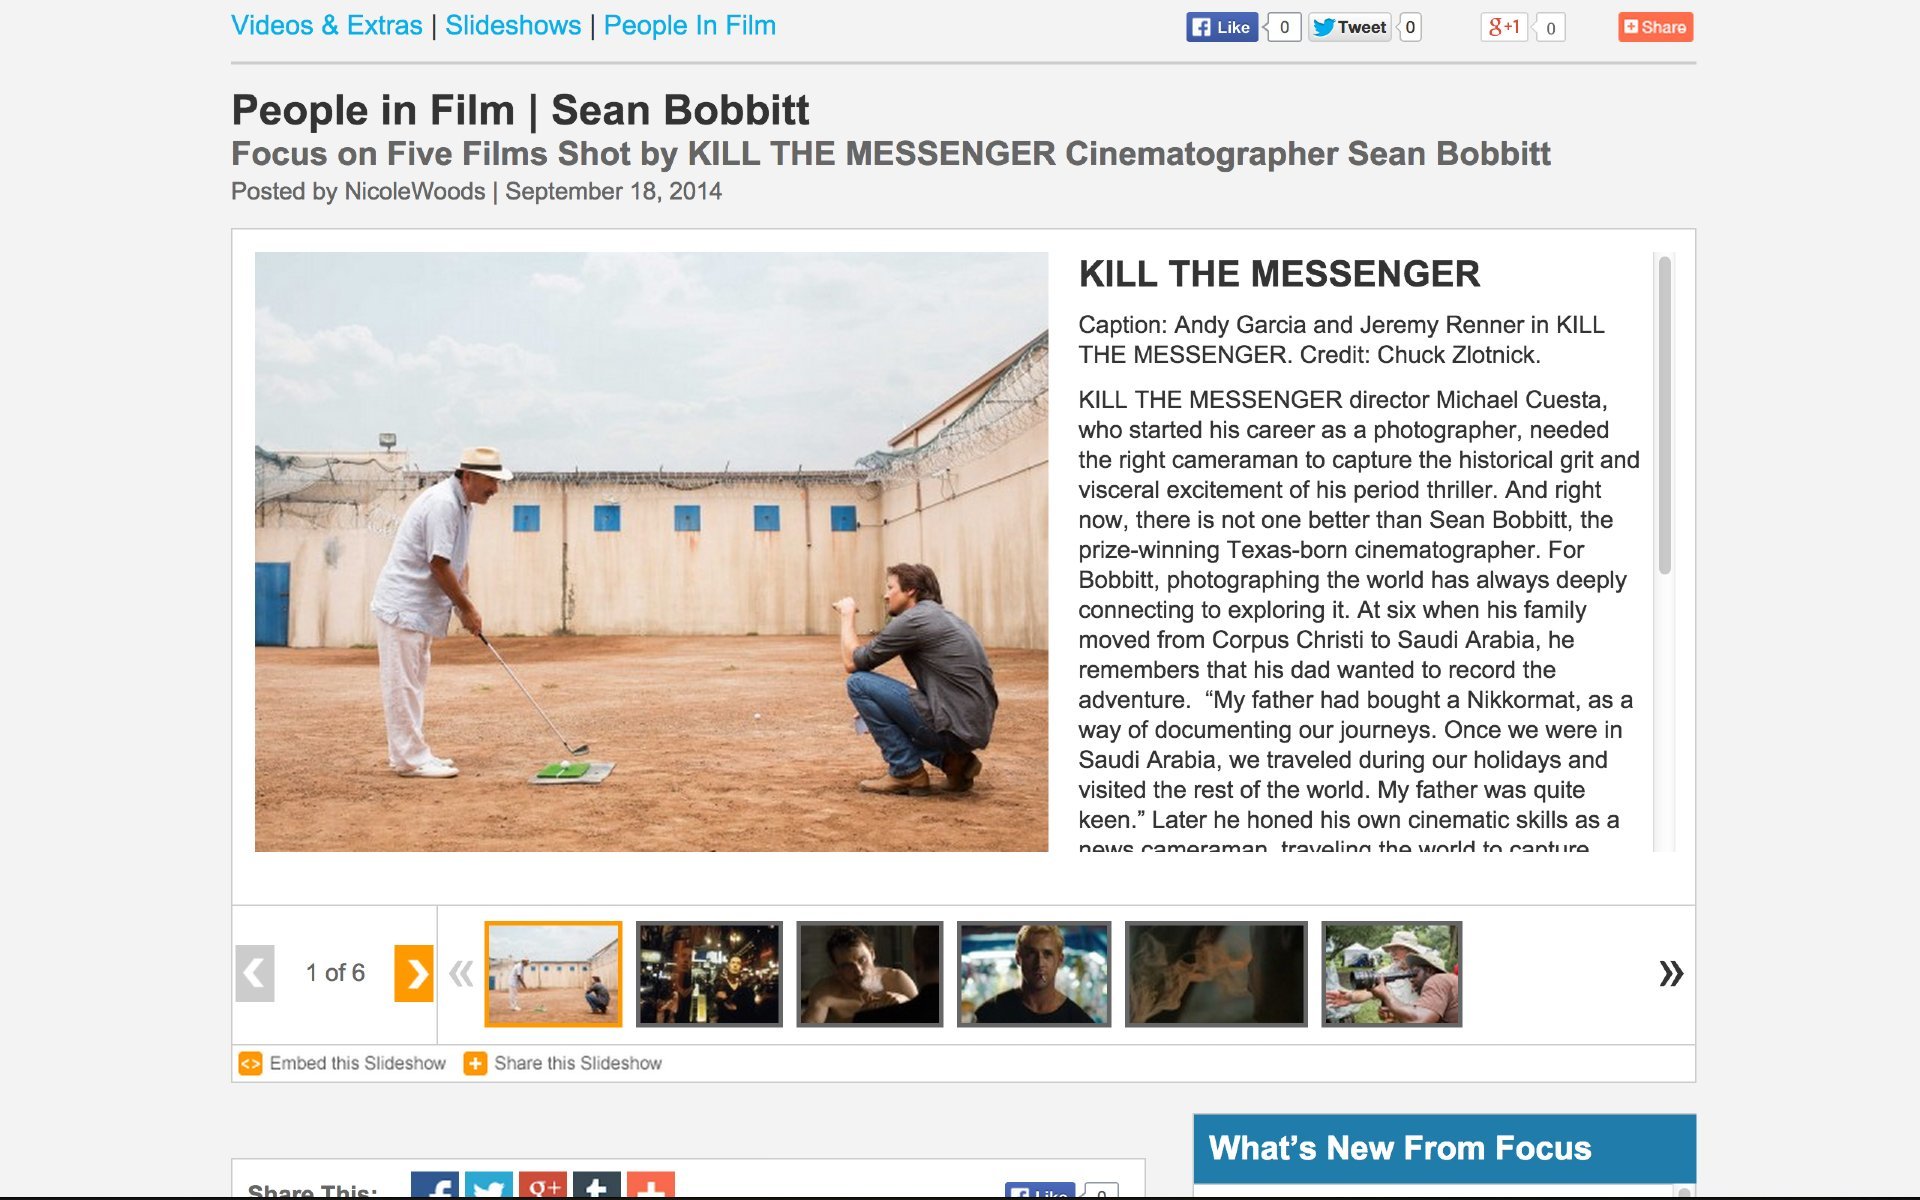 Videos & Extras | Slideshows | People In Film
Like 0 Tweet 0 g+1 0 Share
People in Film | Sean Bobbitt
Focus on Five Films Shot by KILL THE MESSENGER Cinematographer Sean Bobbitt
Posted by NicoleWoods | September 18, 2014
KILL THE MESSENGER
Caption: Andy Garcia and Jeremy Renner in KILL
THE MESSENGER. Credit: Chuck Zlotnick.
KILL THE MESSENGER director Michael Cuesta,
who started his career as a photographer, needed
the right cameraman to capture the historical grit and
visceral excitement of his period thriller. And right
now, there is not one better than Sean Bobbitt, the
prize-winning Texas-born cinematographer. For
Bobbitt, photographing the world has always deeply
connecting to exploring it. At six when his family
moved from Corpus Christi to Saudi Arabia, he
remembers that his dad wanted to record the
adventure.  “My father had bought a Nikkormat, as a
way of documenting our journeys. Once we were in
Saudi Arabia, we traveled during our holidays and
visited the rest of the world. My father was quite
keen.” Later he honed his own cinematic skills as a
news cameraman, traveling the world to capture
1 of 6
Embed this Slideshow Share this Slideshow
What’s New From Focus
Share This: g+ Like 0